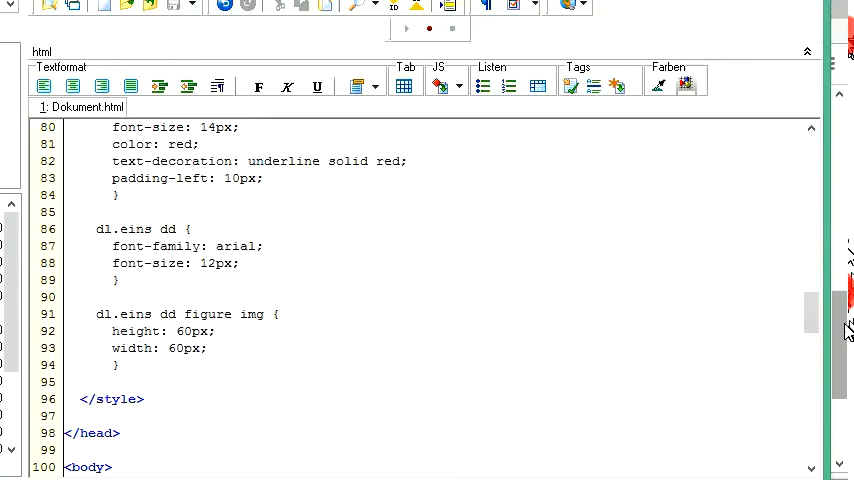 html
Textformat Tab JS Listen Tags Farben
F K U
1: Dokument.html
80 font-size: 14px;
81 color: red;
82 text-decoration: underline solid red;
83 padding-left: 10px;
84 }
85
86 dl.eins dd {
87 font-family: arial;
88 font-size: 12px;
89 }
90
91 dl.eins dd figure img {
92 height: 60px;
93 width: 60px;
94 }
95
96 </style>
97
98 </head>
99
100 <body>